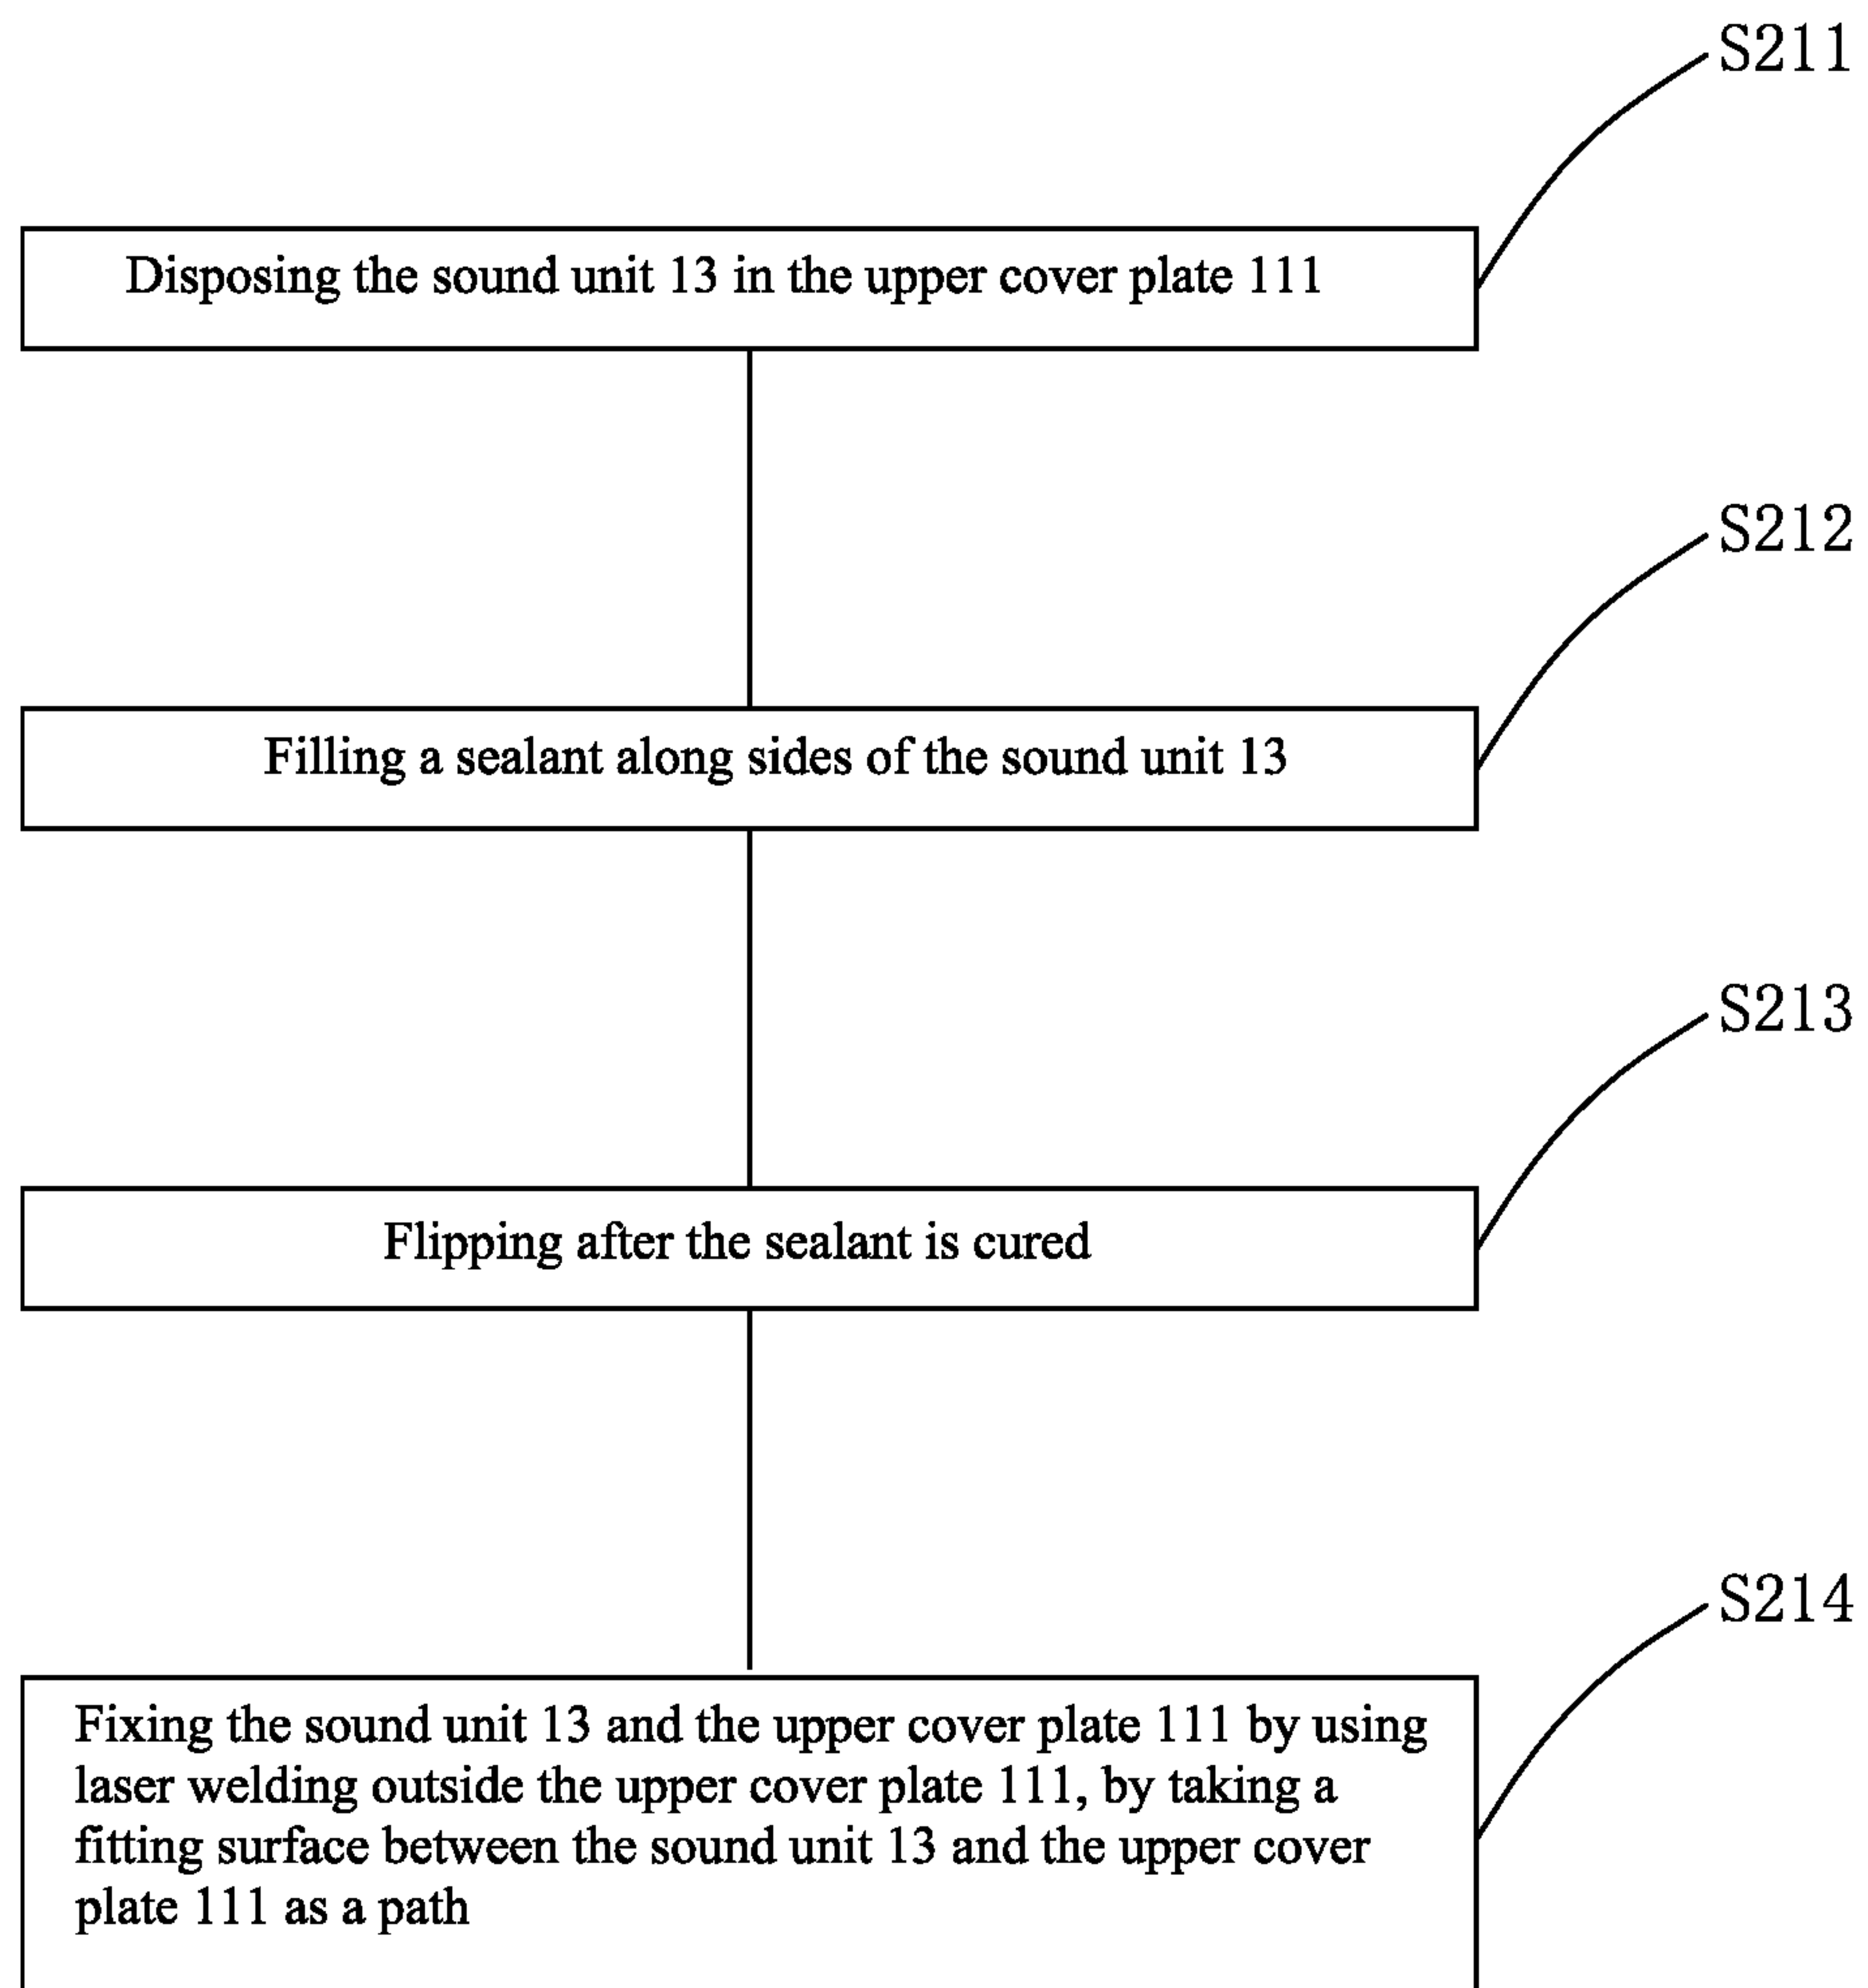 S211
Disposing the sound unit 13 in the upper cover plate 111
S212
Filling a sealant along sides of the sound unit 13
S213
Flipping after the sealant is cured
S214
Fixing the sound unit 13 and the upper cover plate 111 by using
laser welding outside the upper cover plate 111, by taking a
fitting surface between the sound unit 13 and the upper cover
plate 111 as a path